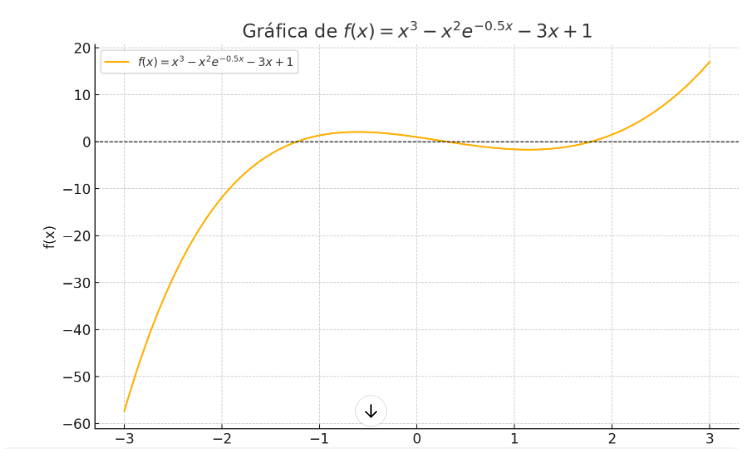 Gráfica de f(x) = x³ − x²e⁻⁰·⁵ˣ − 3x + 1
f(x) = x³ − x²e⁻⁰·⁵ˣ − 3x + 1
20
10
0
−10
−20
−30
−40
−50
−60
f(x)
−3 −2 −1 0 1 2 3